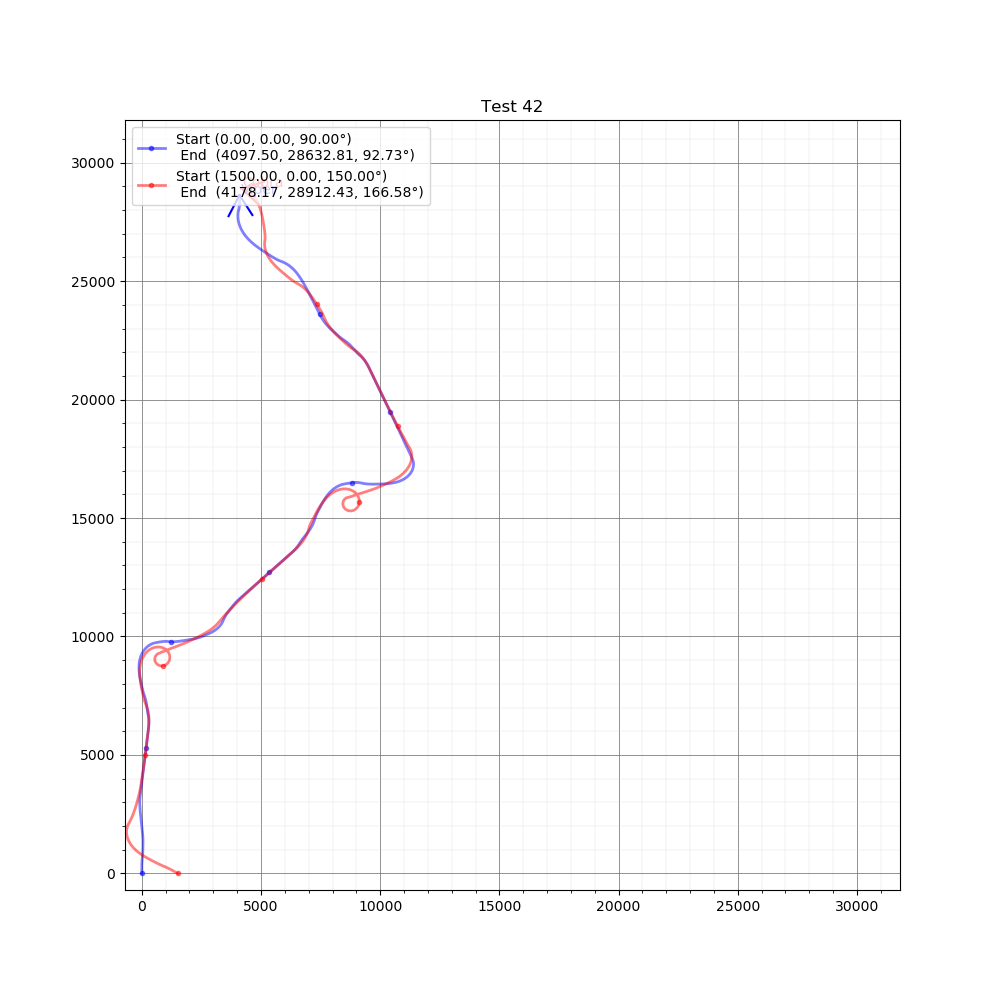 Test 42
Start (0.00, 0.00, 90.00°)
End (4097.50, 28632.81, 92.73°)
Start (1500.00, 0.00, 150.00°)
End (4178.17, 28912.43, 166.58°)
30000
25000
20000
15000
10000
5000
0
0 5000 10000 15000 20000 25000 30000